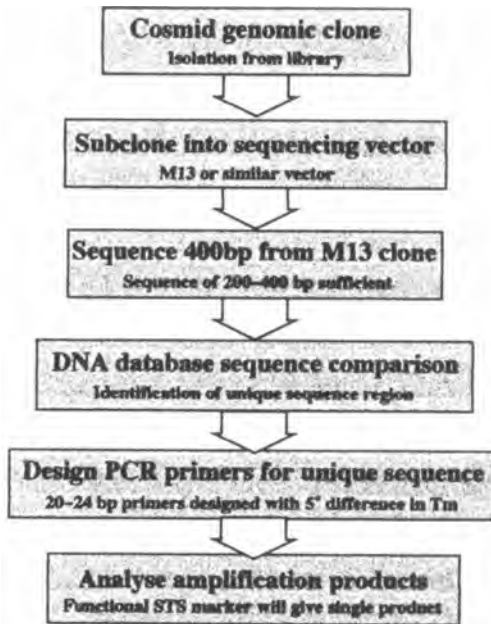 Cosmid genomic clone
Isolation from library
Subclone into sequencing vector
M13 or similar vector
Sequence 400bp from M13 clone
Sequence of 200–400 bp sufficient
DNA database sequence comparison
Identification of unique sequence region
Design PCR primers for unique sequence
20–24 bp primers designed with 5° difference in Tm
Analyse amplification products
Functional STS marker will give single product